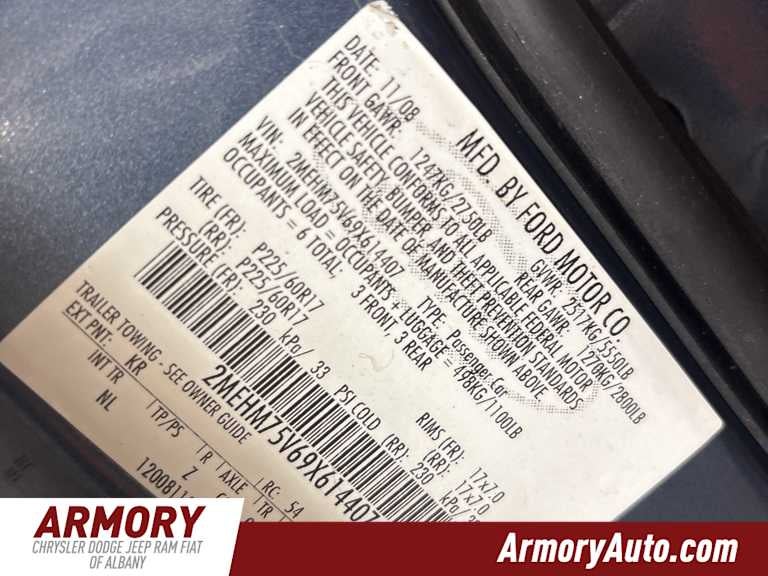 MFD. BY FORD MOTOR CO.
DATE: 11/08 GVWR: 2517KG/5550LB
FRONT GAWR: 1247KG/2750LB REAR GAWR: 1270KG/2800LB
THIS VEHICLE CONFORMS TO ALL APPLICABLE FEDERAL MOTOR
VEHICLE SAFETY, BUMPER, AND THEFT PREVENTION STANDARDS
IN EFFECT ON THE DATE OF MANUFACTURE SHOWN ABOVE.
VIN: 2MEHM75V69X614407 TYPE: Passenger Car
MAXIMUM LOAD = OCCUPANTS + LUGGAGE = 498KG/1100LB
OCCUPANTS = 6 TOTAL: 3 FRONT, 3 REAR
TIRE (FR): P225/60R17 RIMS (FR): 17x7.0
(RR): P225/60R17 (RR): 17x7.0
PRESSURE (FR): 230 kPa/ 33 PSI COLD (RR): 230
TRAILER TOWING - SEE OWNER GUIDE
2MEHM75V69X614407
EXT PNT: KR
RC: 54
INT TR TP/PS R AXLE TR
NL Z
ARMORY
CHRYSLER DODGE JEEP RAM FIAT
OF ALBANY
ArmoryAuto.com